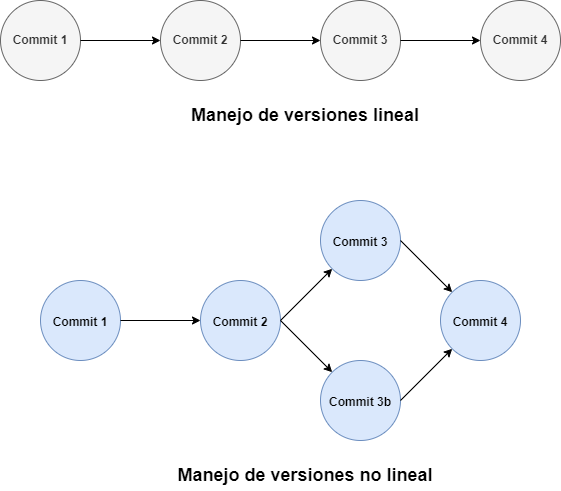 Commit 1
Commit 2
Commit 3
Commit 4
Manejo de versiones lineal
Commit 3
Commit 1
Commit 2
Commit 4
Commit 3b
Manejo de versiones no lineal